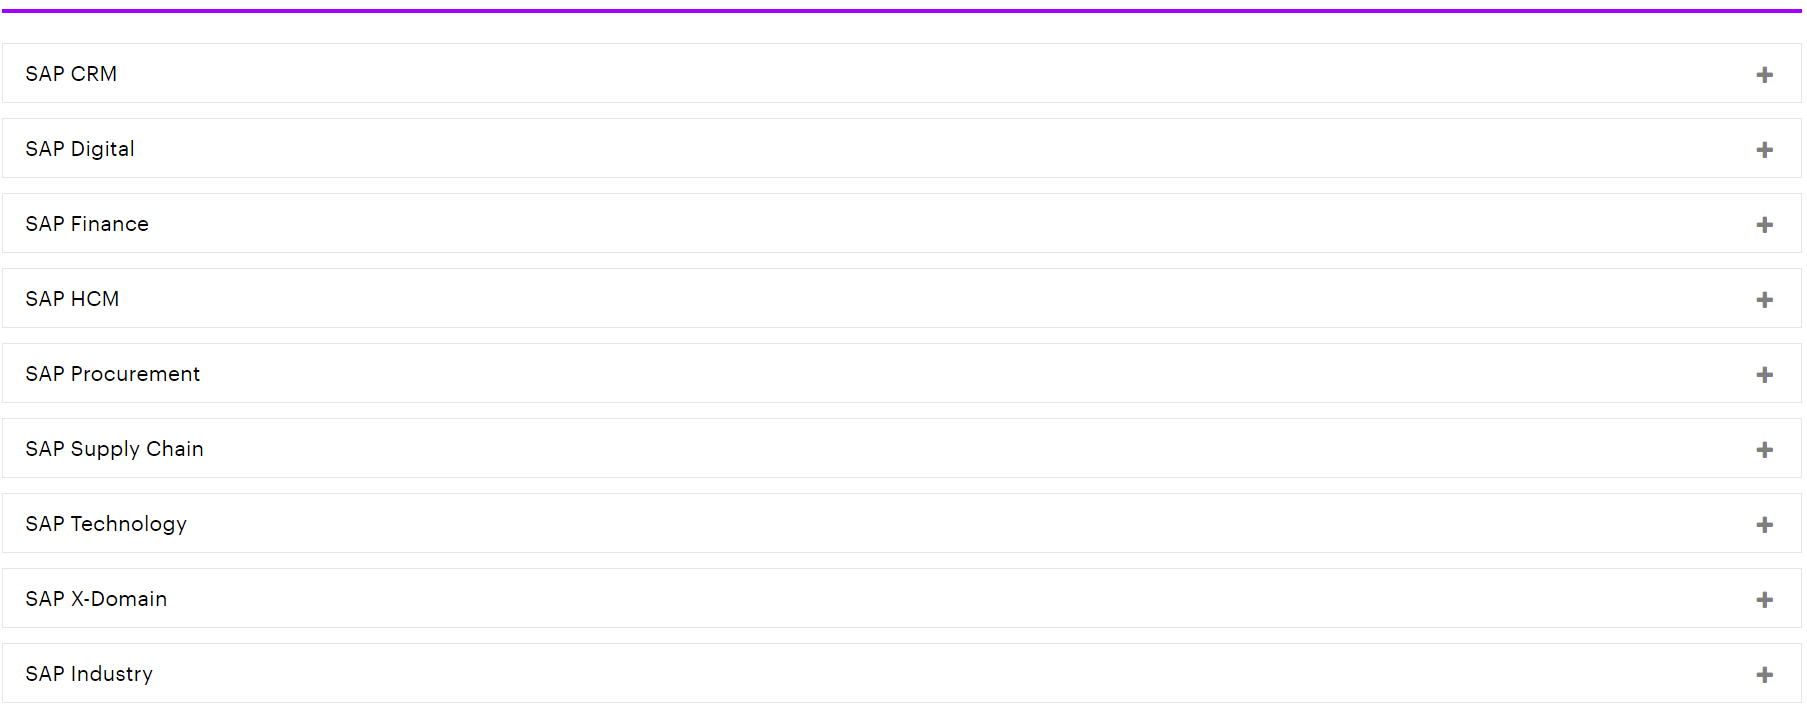 SAP CRM
SAP Digital
SAP Finance
SAP HCM
SAP Procurement
SAP Supply Chain
SAP Technology
SAP X-Domain
SAP Industry